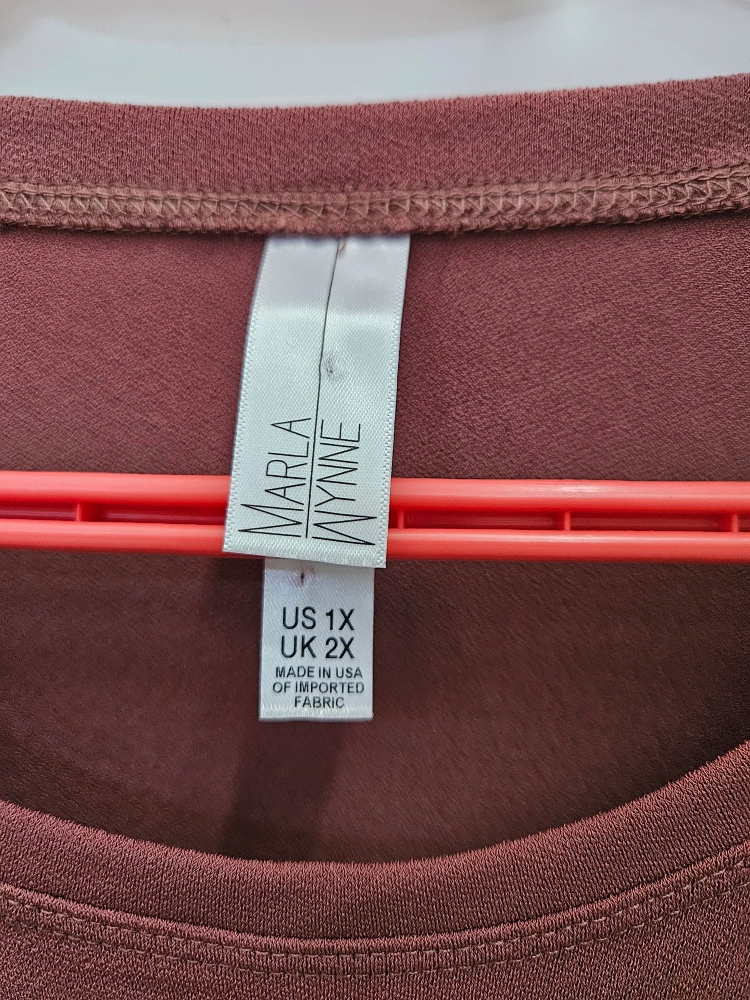 MARLA
WYNNE
US 1X
UK 2X
MADE IN USA
OF IMPORTED
FABRIC